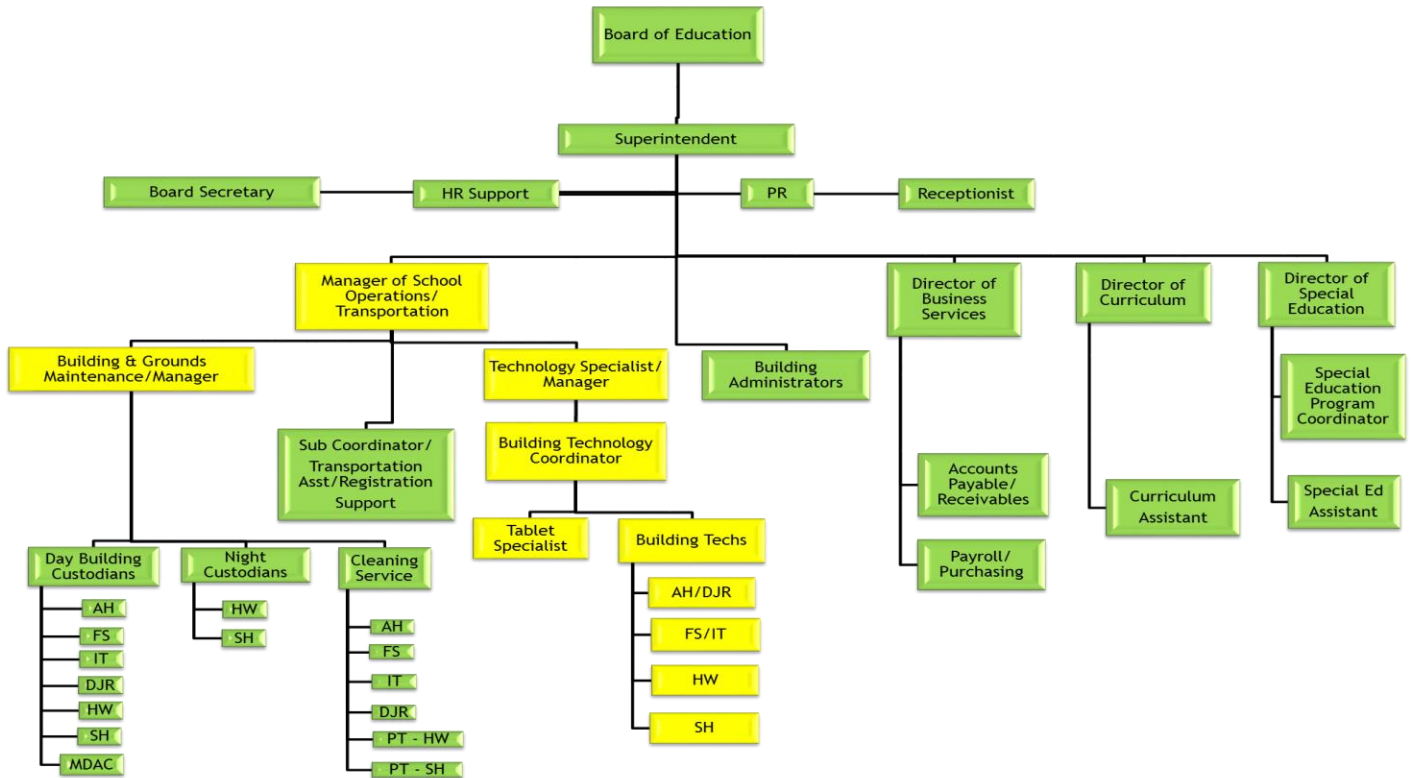 Board of Education
Superintendent
Board Secretary
HR Support
PR
Receptionist
Manager of School
Operations/
Transportation
Director of
Business
Services
Director of
Curriculum
Director of
Special
Education
Building & Grounds
Maintenance/Manager
Technology Specialist/
Manager
Building
Administrators
Special
Education
Program
Coordinator
Sub Coordinator/
Transportation
Asst/Registration
Support
Building Technology
Coordinator
Accounts
Payable/
Receivables
Curriculum
Assistant
Special Ed
Assistant
Tablet
Specialist
Building Techs
Payroll/
Purchasing
Day Building
Custodians
Night
Custodians
Cleaning
Service
AH
FS
IT
DJR
HW
SH
MDAC
HW
SH
AH
FS
IT
DJR
PT - HW
PT - SH
AH/DJR
FS/IT
HW
SH